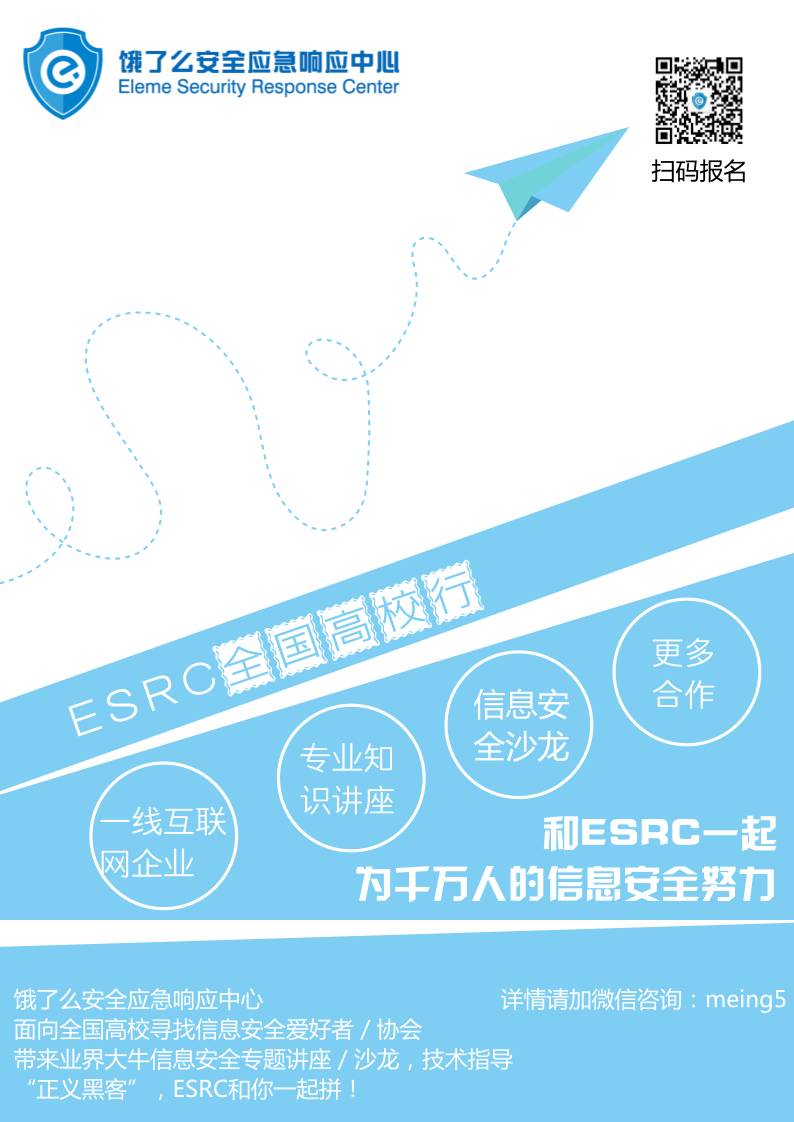 饿了么安全应急响应中心
Eleme Security Response Center
扫码报名
ESRC全国高校行
更多
合作
信息安
全沙龙
专业知
识讲座
一线互联
网企业
和ESRC一起
为千万人的信息安全努力
饿了么安全应急响应中心
详情请加微信咨询：meing5
面向全国高校寻找信息安全爱好者 / 协会
带来业界大牛信息安全专题讲座 / 沙龙，技术指导
“正义黑客”，ESRC和你一起拼！